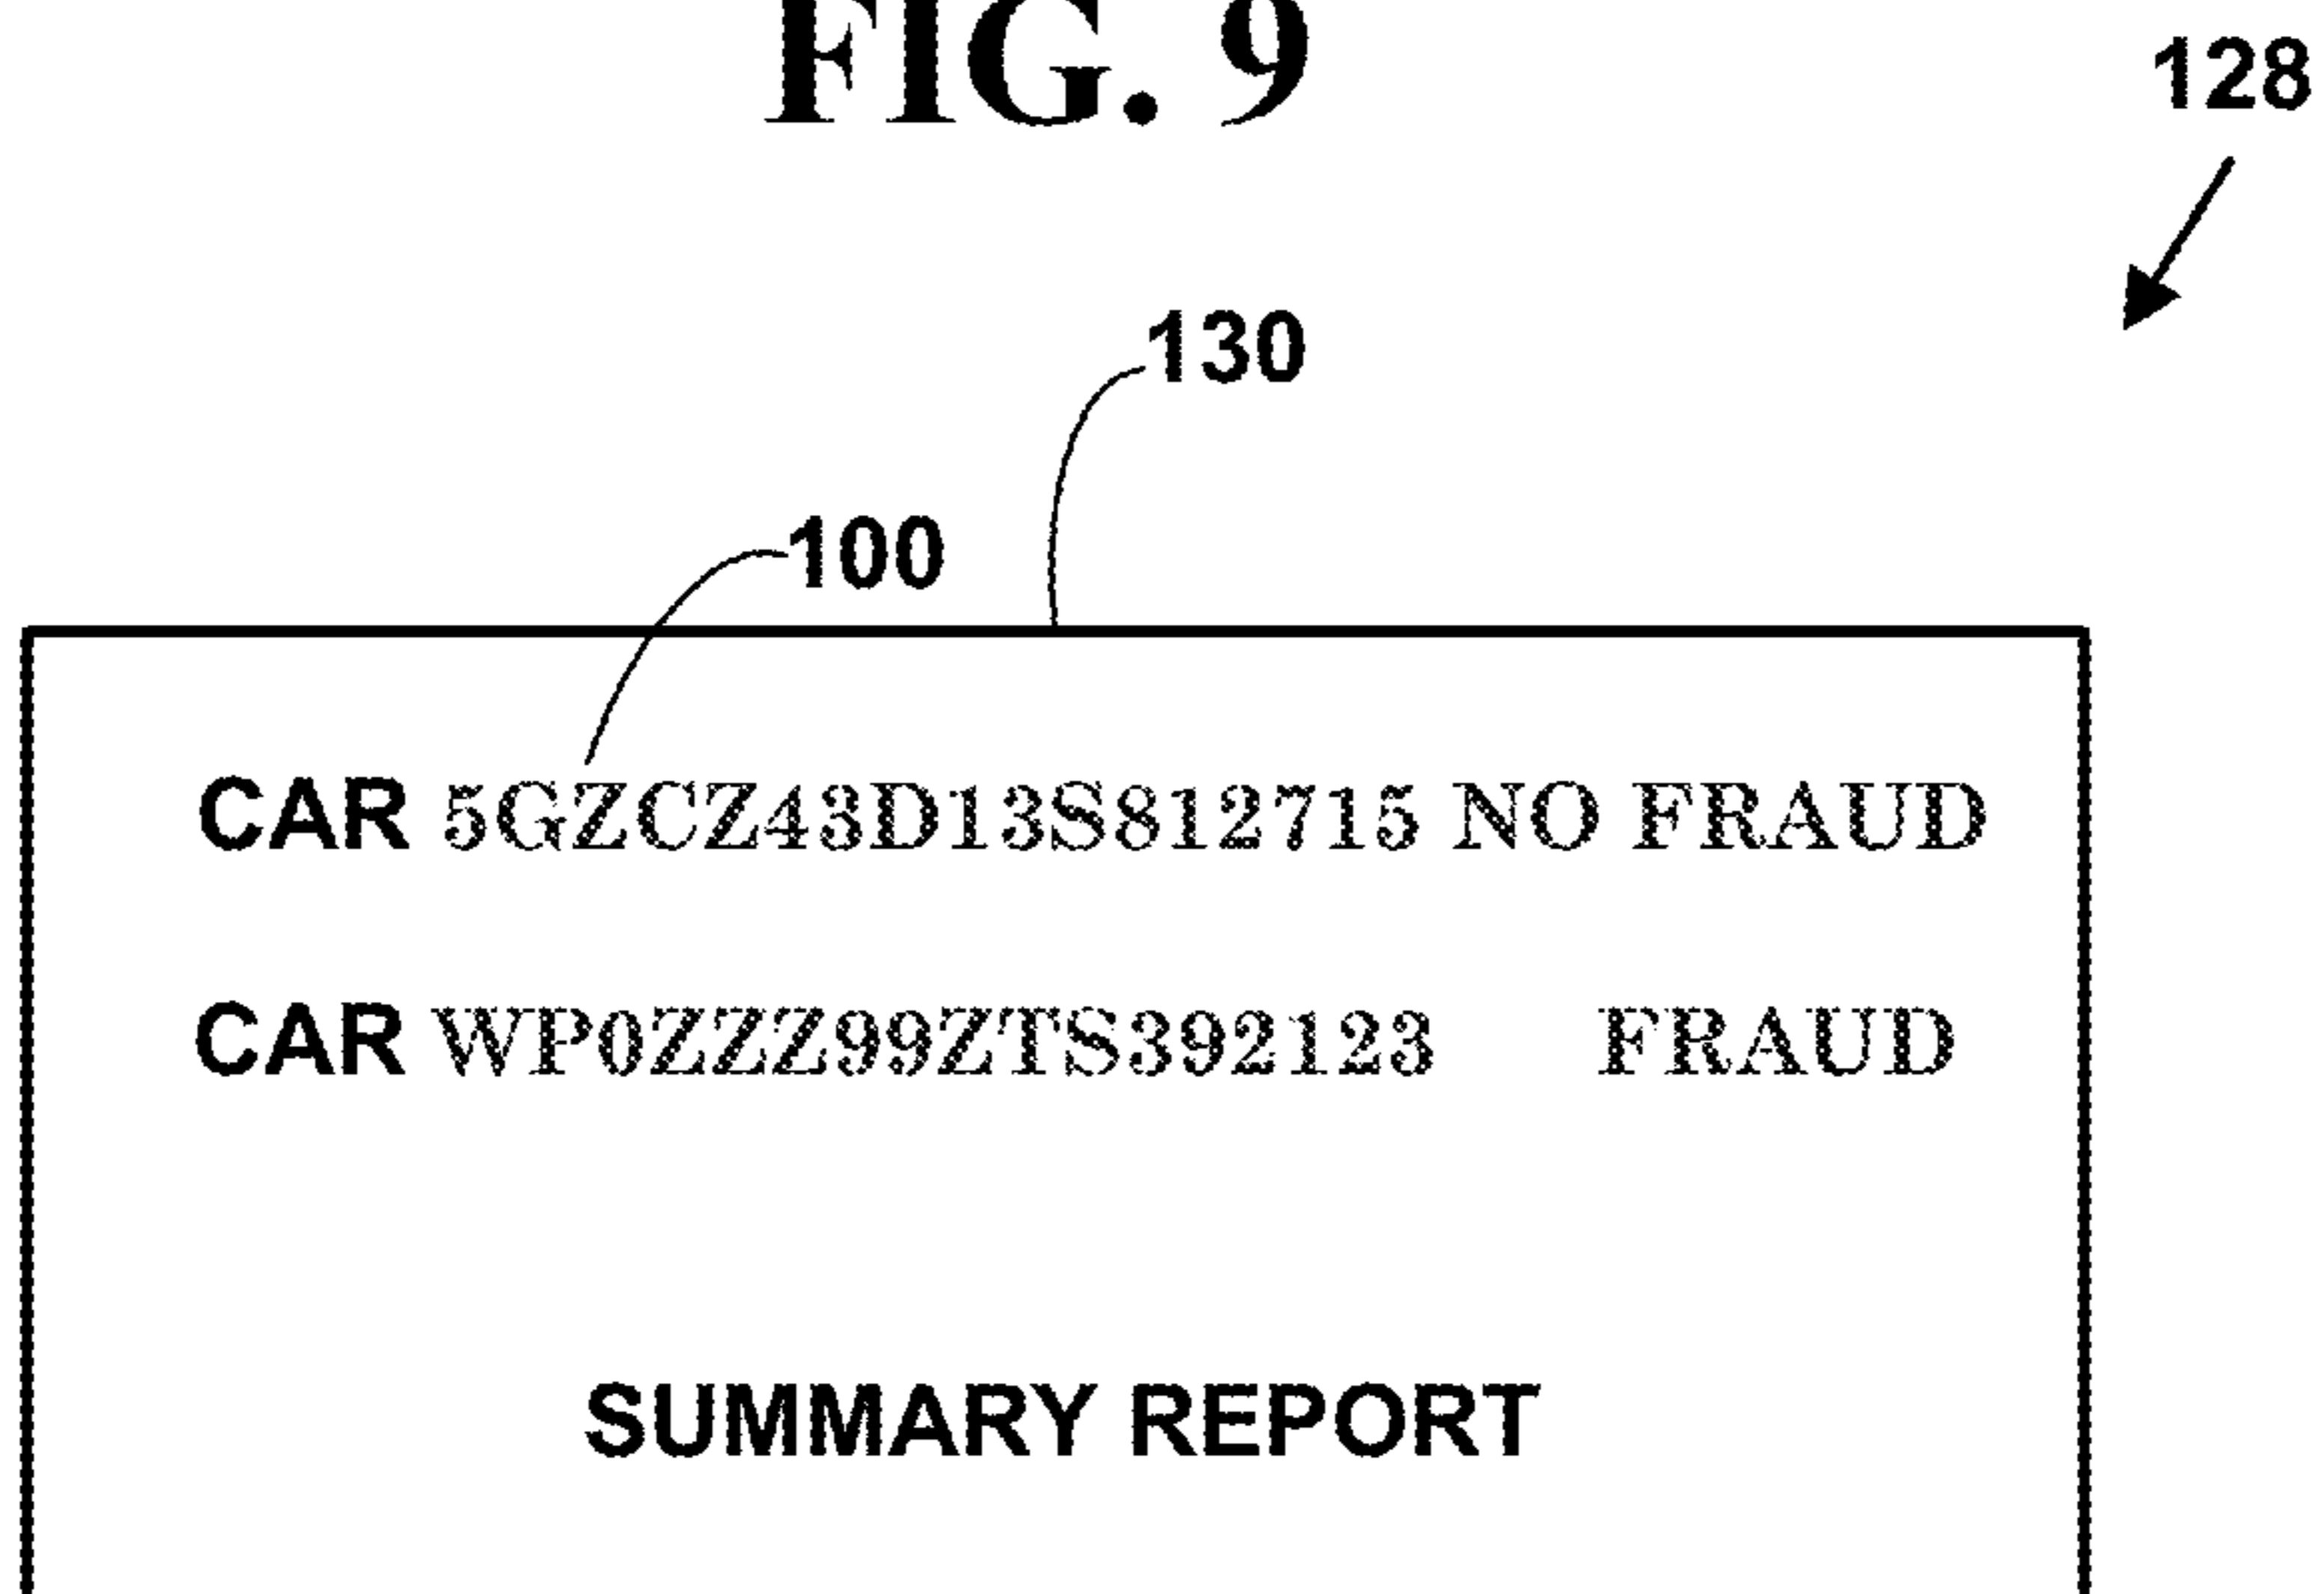 FIG. 9
128
130
100
CAR 5GZCZ43D13S812715 NO FRAUD
CAR WP0ZZZ99ZTS392123 FRAUD
SUMMARY REPORT